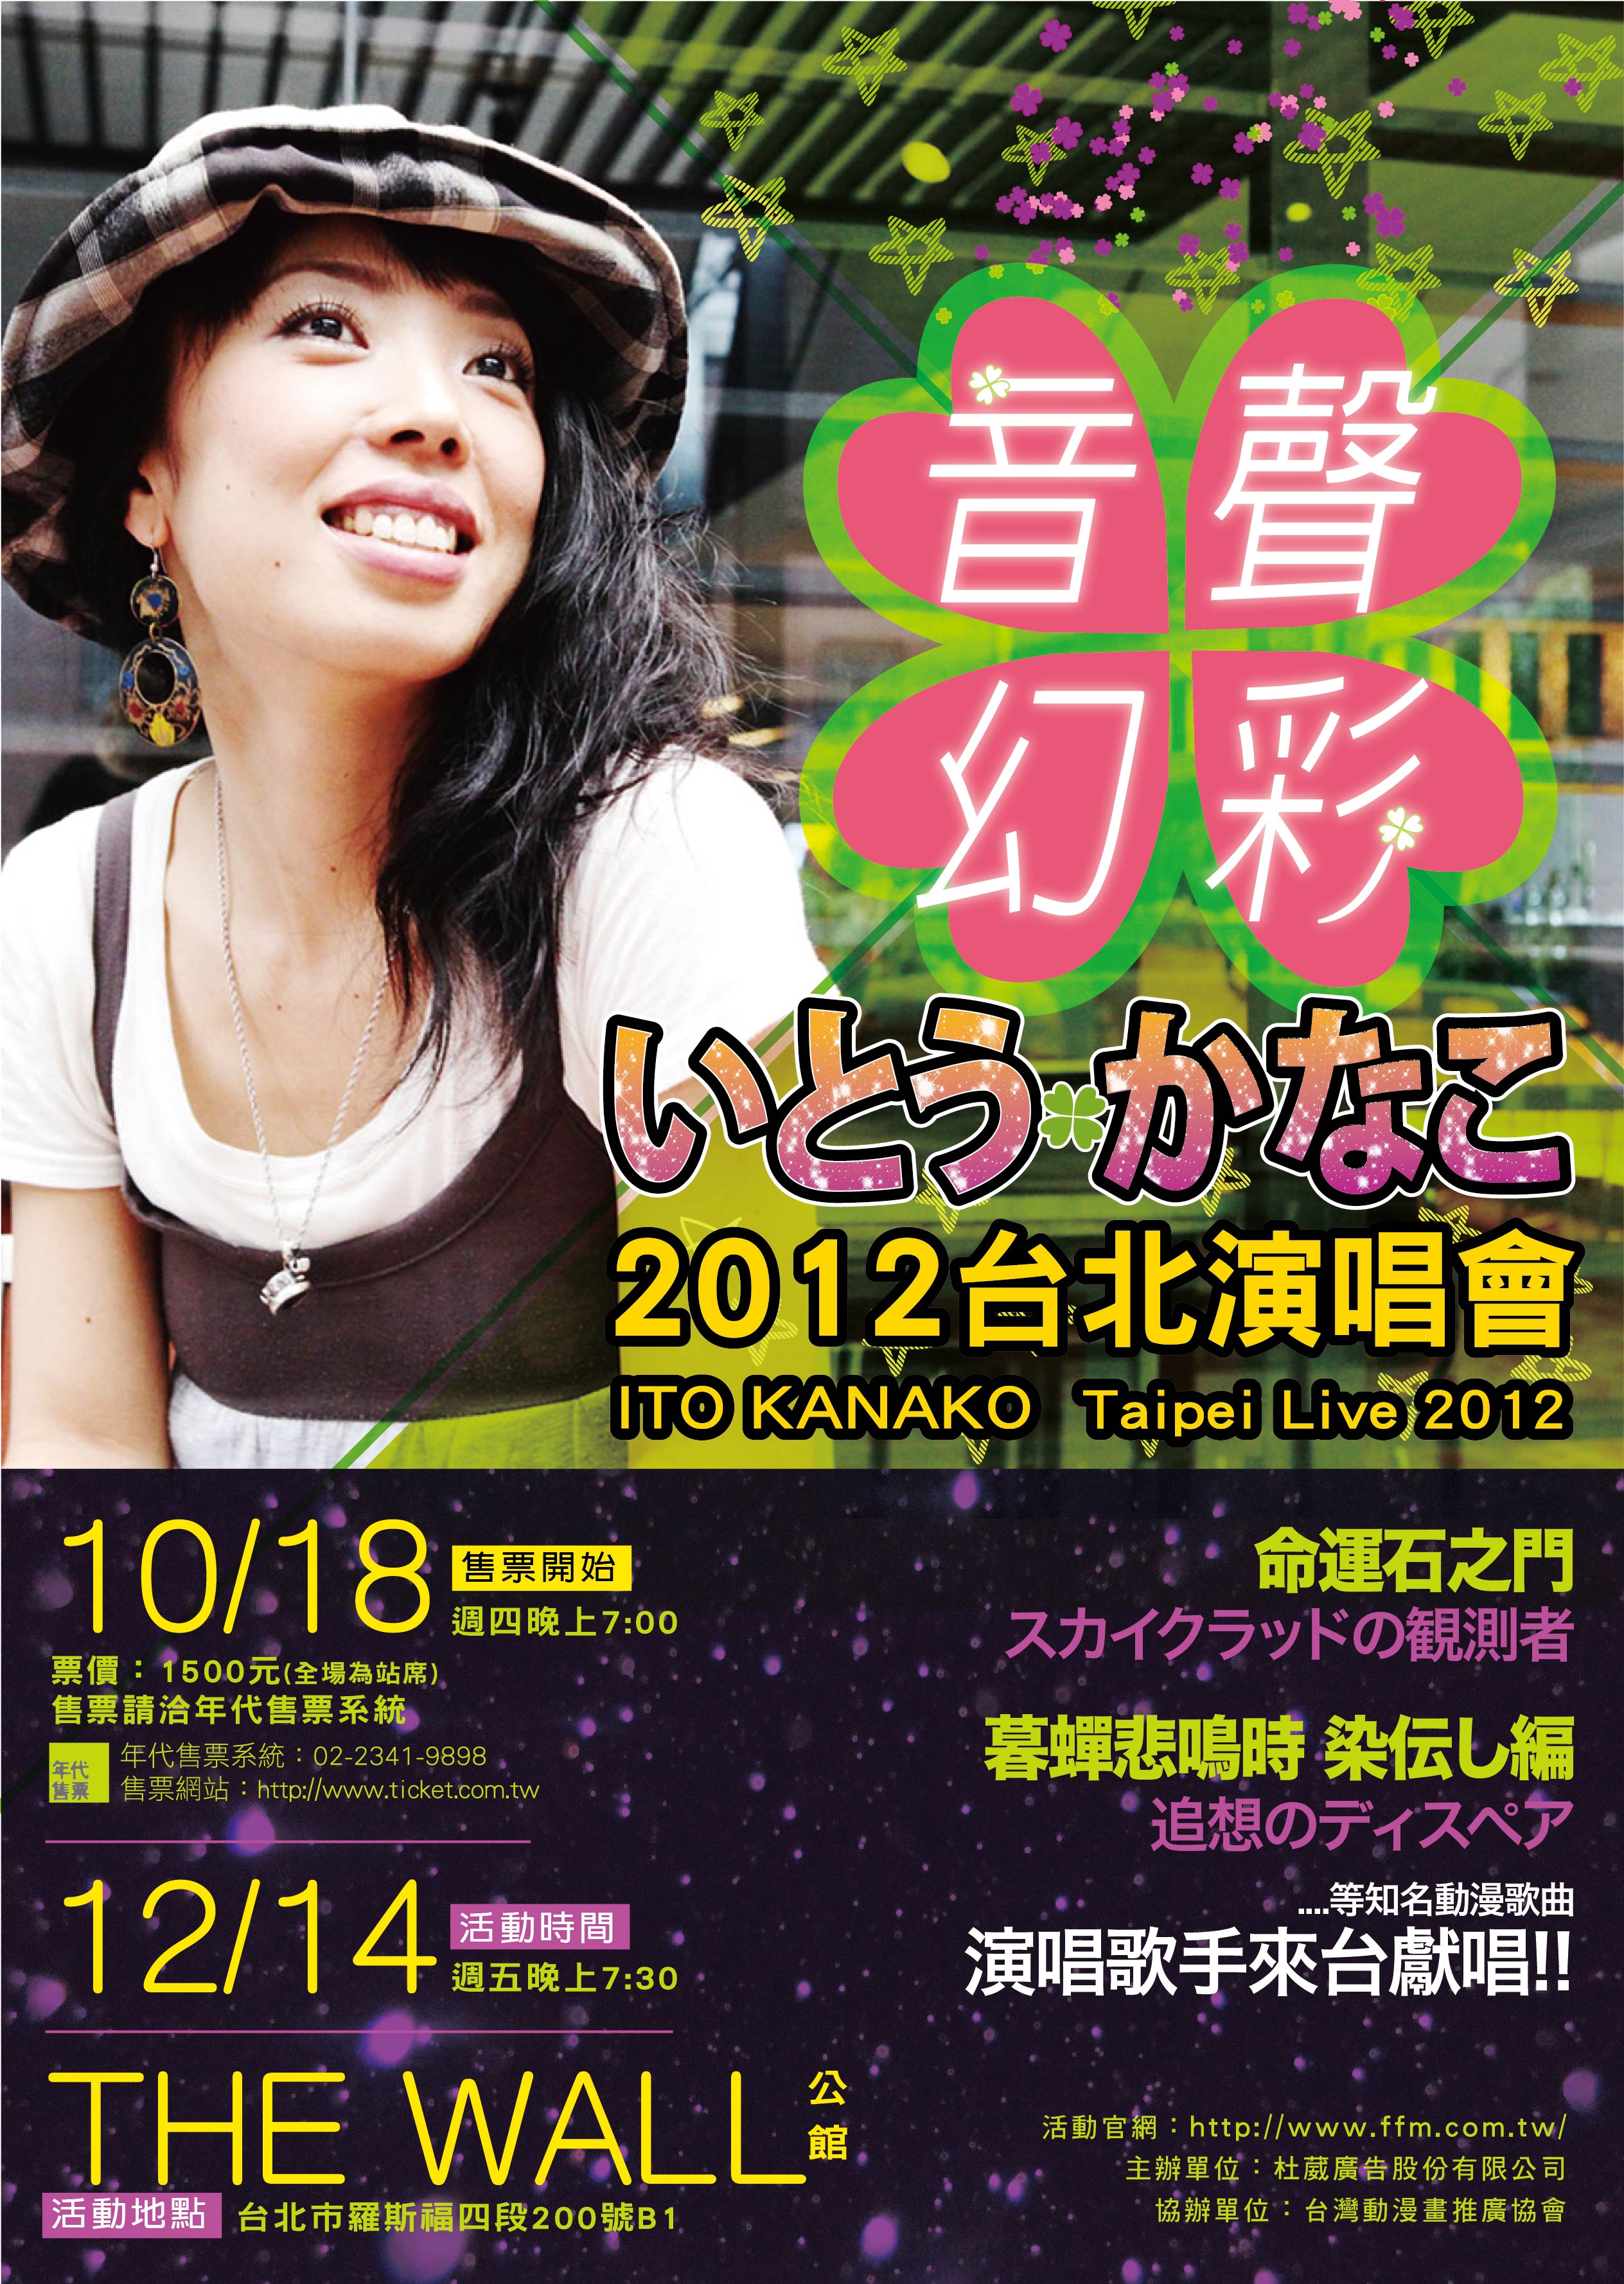 音聲
幻彩
いとうかなこ
2012台北演唱會
ITO KANAKO Taipei Live 2012
10/18
售票開始
週四晚上7:00
票價：1500元(全場為站席)
售票請洽年代售票系統
年代
售票
年代售票系統：02-2341-9898
售票網站：http://www.ticket.com.tw
12/14
活動時間
週五晚上7:30
THE WALL
公館
活動地點
台北市羅斯福四段200號B1
命運石之門
スカイクラッドの観測者
暮蟬悲鳴時 染伝し編
追想のディスペア
....等知名動漫歌曲
演唱歌手來台獻唱!!
活動官網：http://www.ffm.com.tw/
主辦單位：杜葳廣告股份有限公司
協辦單位：台灣動漫畫推廣協會